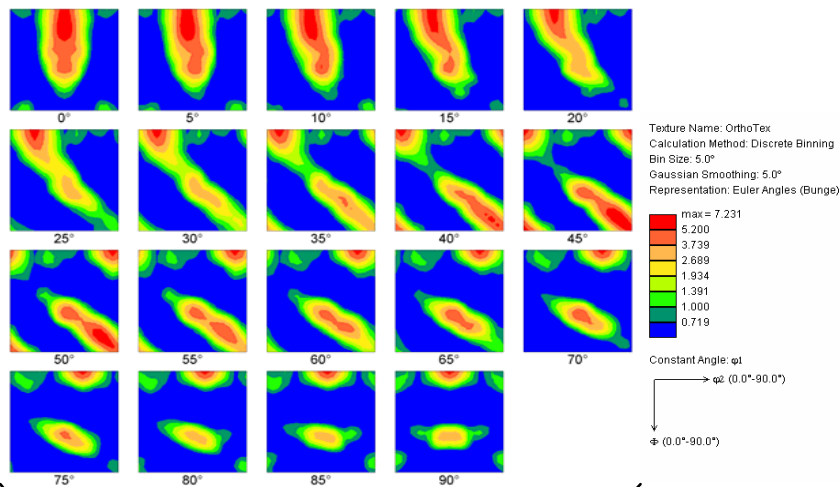 0° 5° 10° 15° 20°
25° 30° 35° 40° 45°
50° 55° 60° 65° 70°
75° 80° 85° 90°
Texture Name: OrthoTex
Calculation Method: Discrete Binning
Bin Size: 5.0°
Gaussian Smoothing: 5.0°
Representation: Euler Angles (Bunge)
max = 7.231
5.200
3.739
2.689
1.934
1.391
1.000
0.719
Constant Angle: φ1
φ2 (0.0°-90.0°)
Φ (0.0°-90.0°)